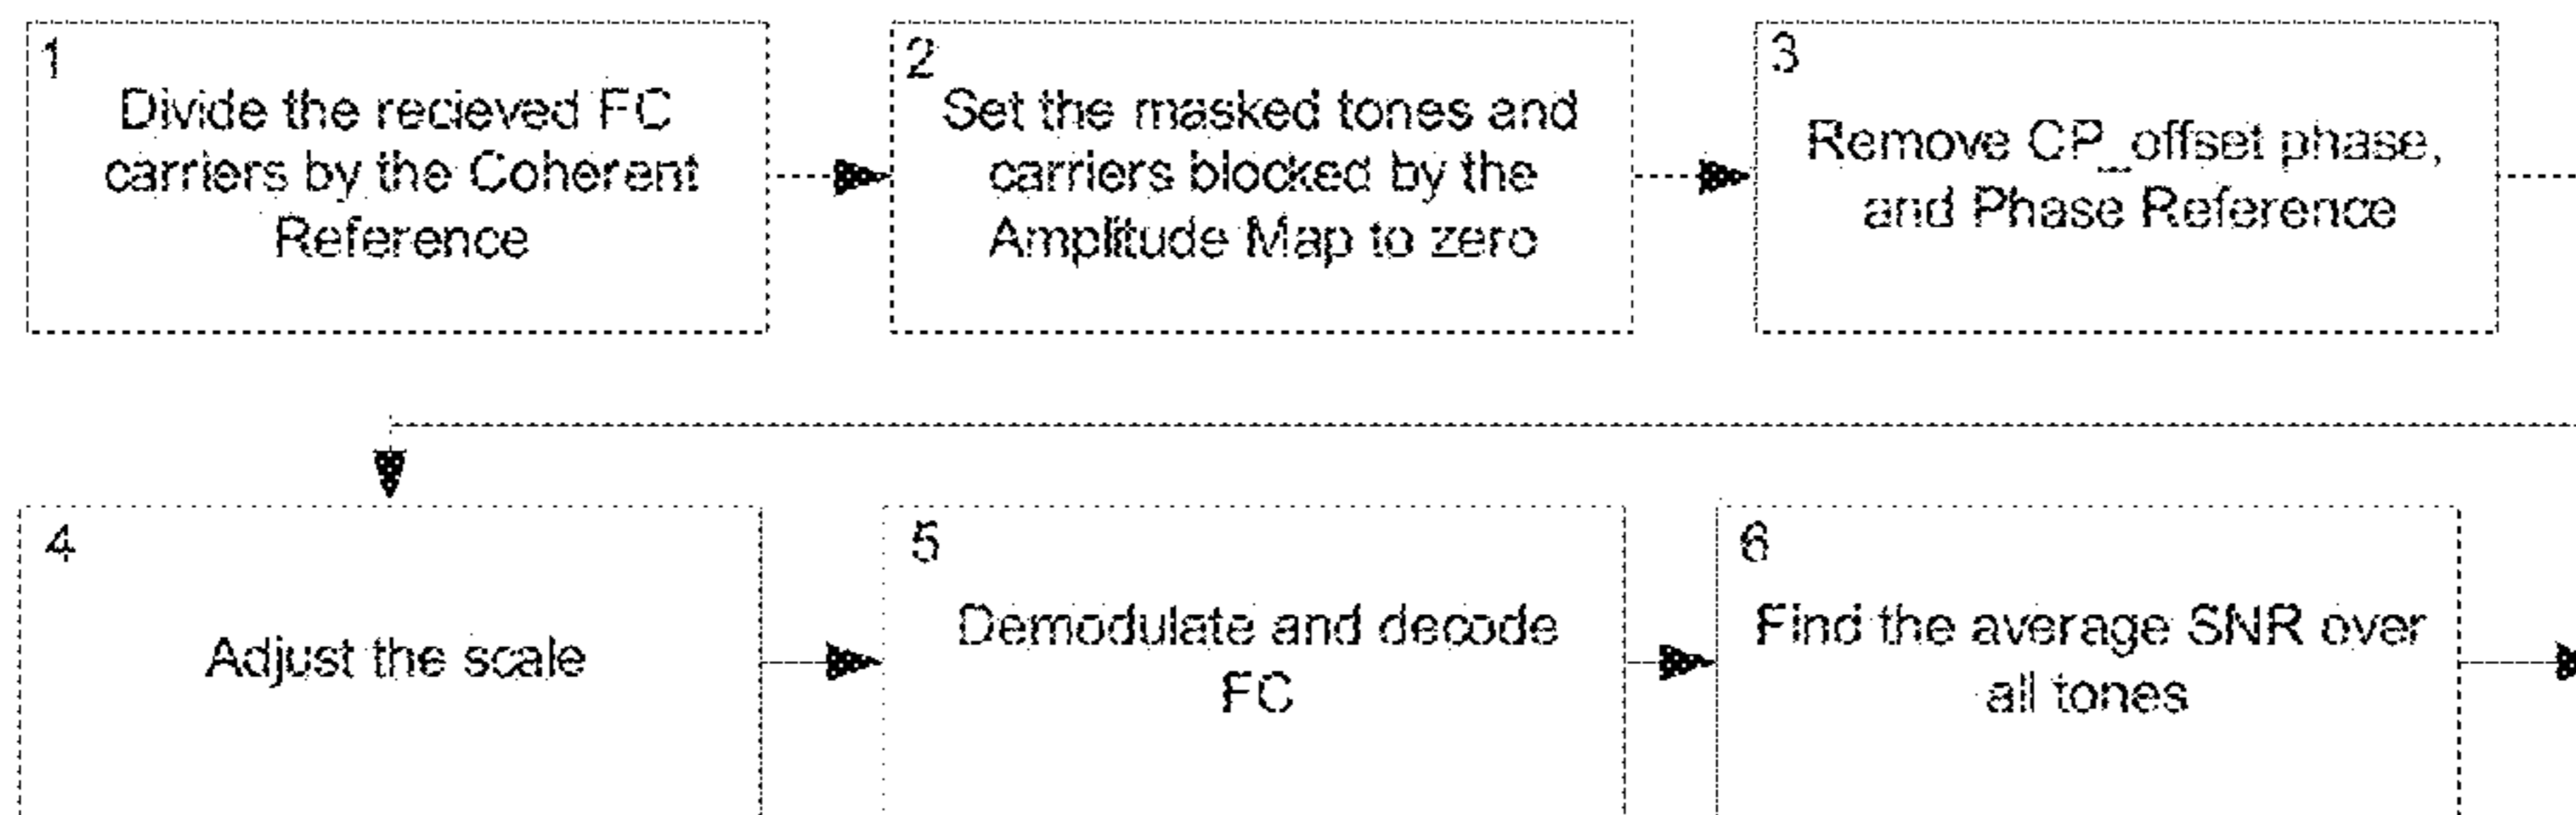 1
Divide the recieved FC
carriers by the Coherent
Reference
2
Set the masked tones and
carriers blocked by the
Amplitude Map to zero
3
Remove CP_offset phase,
and Phase Reference
4
Adjust the scale
5
Demodulate and decode
FC
6
Find the average SNR over
all tones